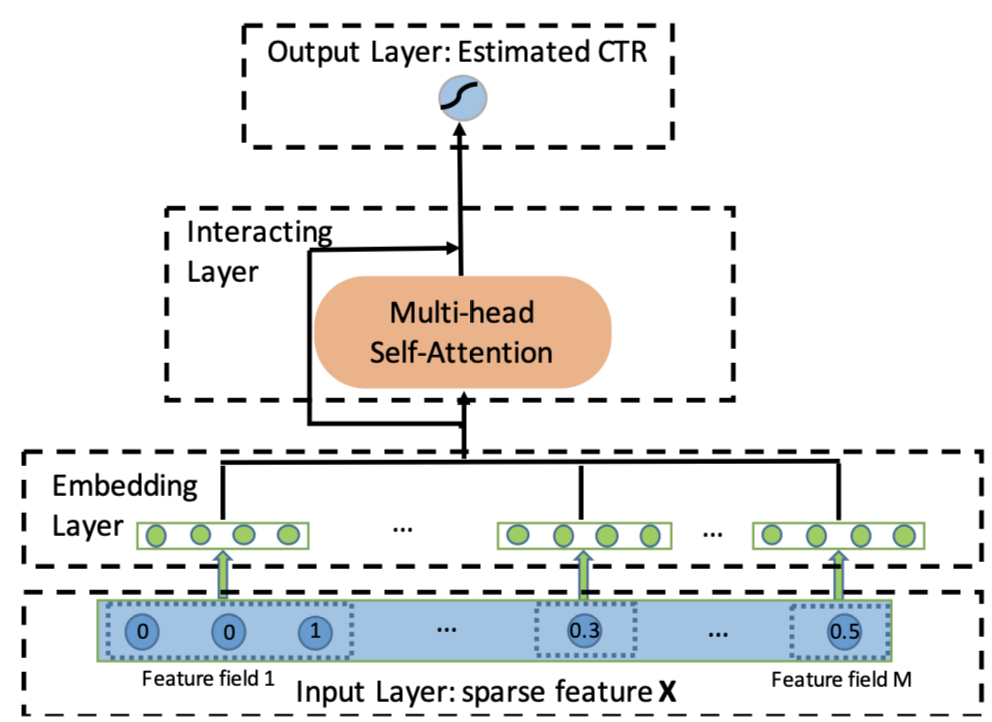 Output Layer: Estimated CTR
Interacting
Layer
Multi-head
Self-Attention
Embedding
Layer
... ...
0 0 1 ... 0.3 ... 0.5
Feature field 1 Feature field M
Input Layer: sparse feature X